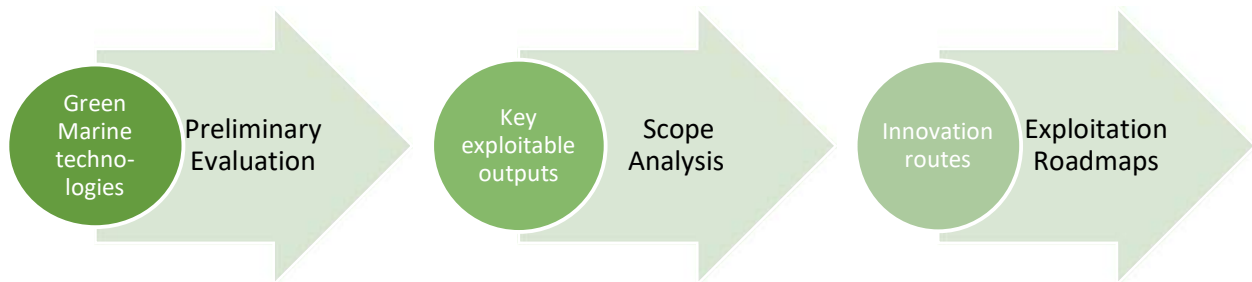 Green
Marine
techno-
logies
Preliminary
Evaluation
Key
exploitable
outputs
Scope
Analysis
Innovation
routes
Exploitation
Roadmaps